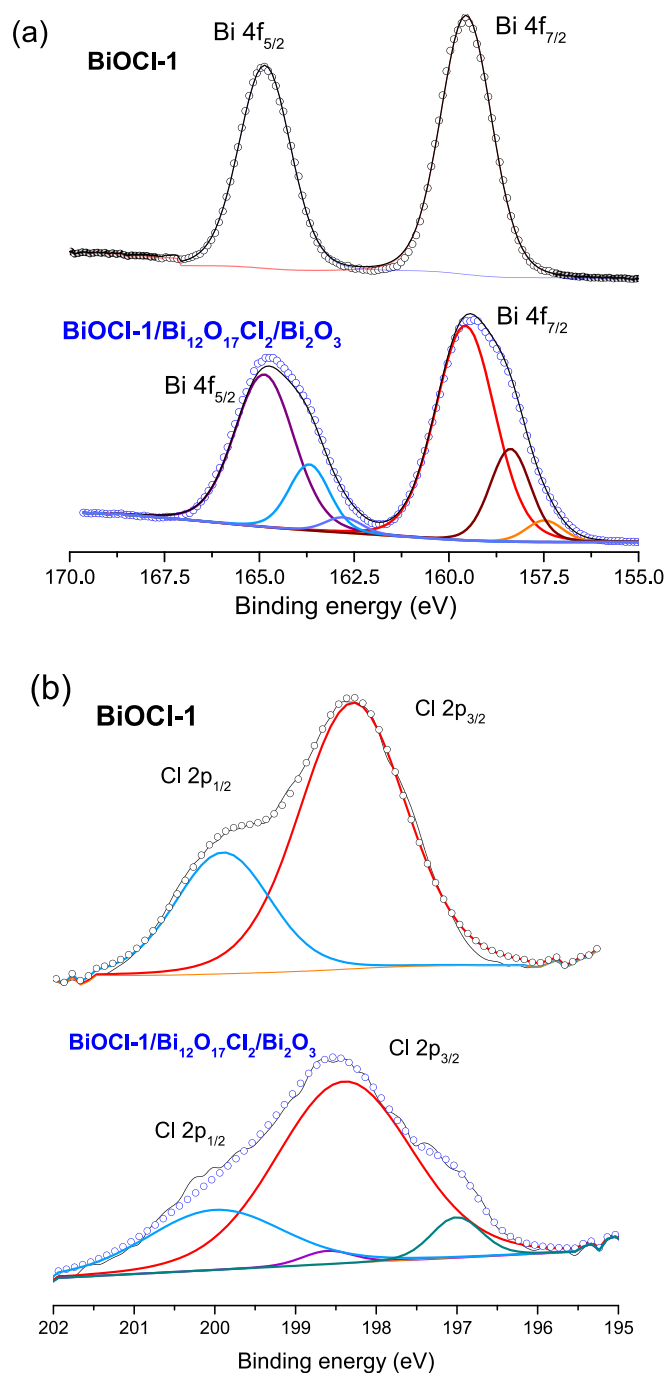 (a)
Bi 4f5/2
Bi 4f7/2
BiOCl-1
BiOCl-1/Bi12O17Cl2/Bi2O3
Bi 4f7/2
Bi 4f5/2
170.0 167.5 165.0 162.5 160.0 157.5 155.0
Binding energy (eV)
(b)
BiOCl-1
Cl 2p3/2
Cl 2p1/2
BiOCl-1/Bi12O17Cl2/Bi2O3
Cl 2p3/2
Cl 2p1/2
202 201 200 199 198 197 196 195
Binding energy (eV)